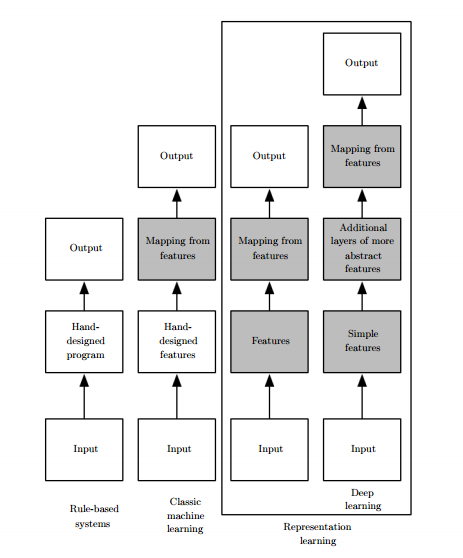 Output
Output
Output
Mapping from
features
Output
Mapping from
features
Mapping from
features
Additional
layers of more
abstract
features
Hand-
designed
program
Hand-
designed
features
Features
Simple
features
Input
Input
Input
Input
Rule-based
systems
Classic
machine
learning
Deep
learning
Representation
learning